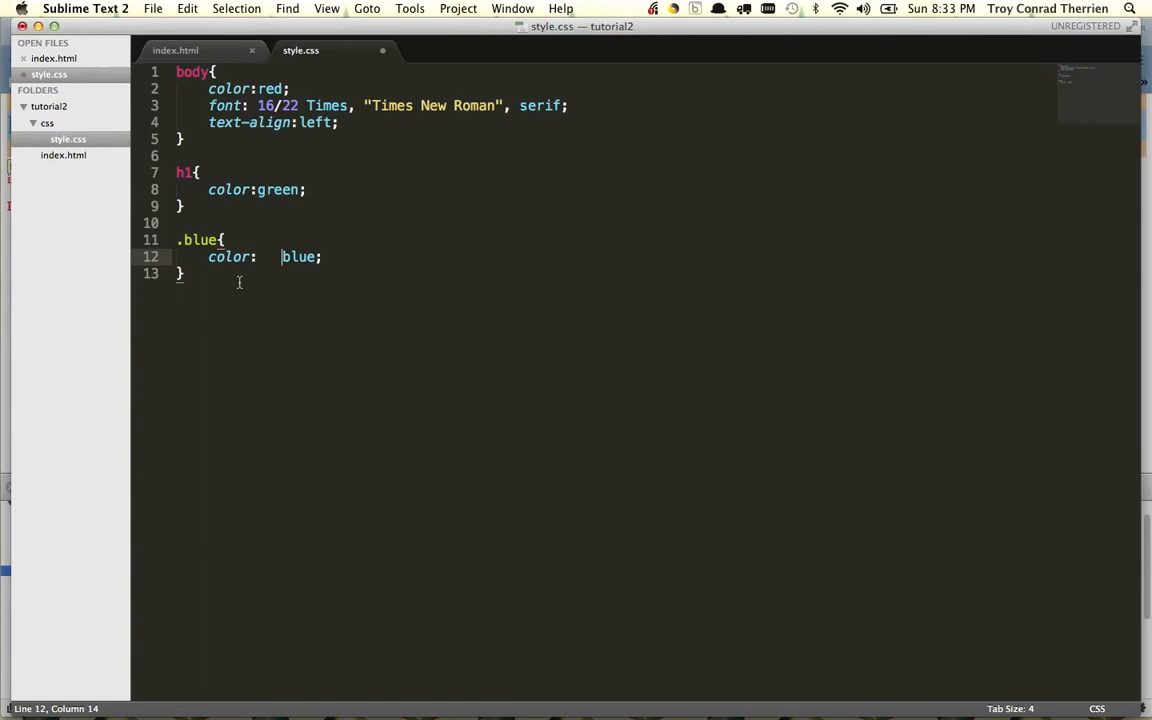 Sublime Text 2 File Edit Selection Find View Goto Tools Project Window Help Sun 8:33 PM Troy Conrad Therrien
style.css — tutorial2 UNREGISTERED
OPEN FILES
index.html
style.css
FOLDERS
tutorial2
css
style.css
index.html
index.html style.css
1 body{
2 color:red;
3 font: 16/22 Times, "Times New Roman", serif;
4 text-align:left;
5 }
6
7 h1{
8 color:green;
9 }
10
11 .blue{
12 color:   blue;
13 }
Line 12, Column 14 Tab Size: 4 CSS